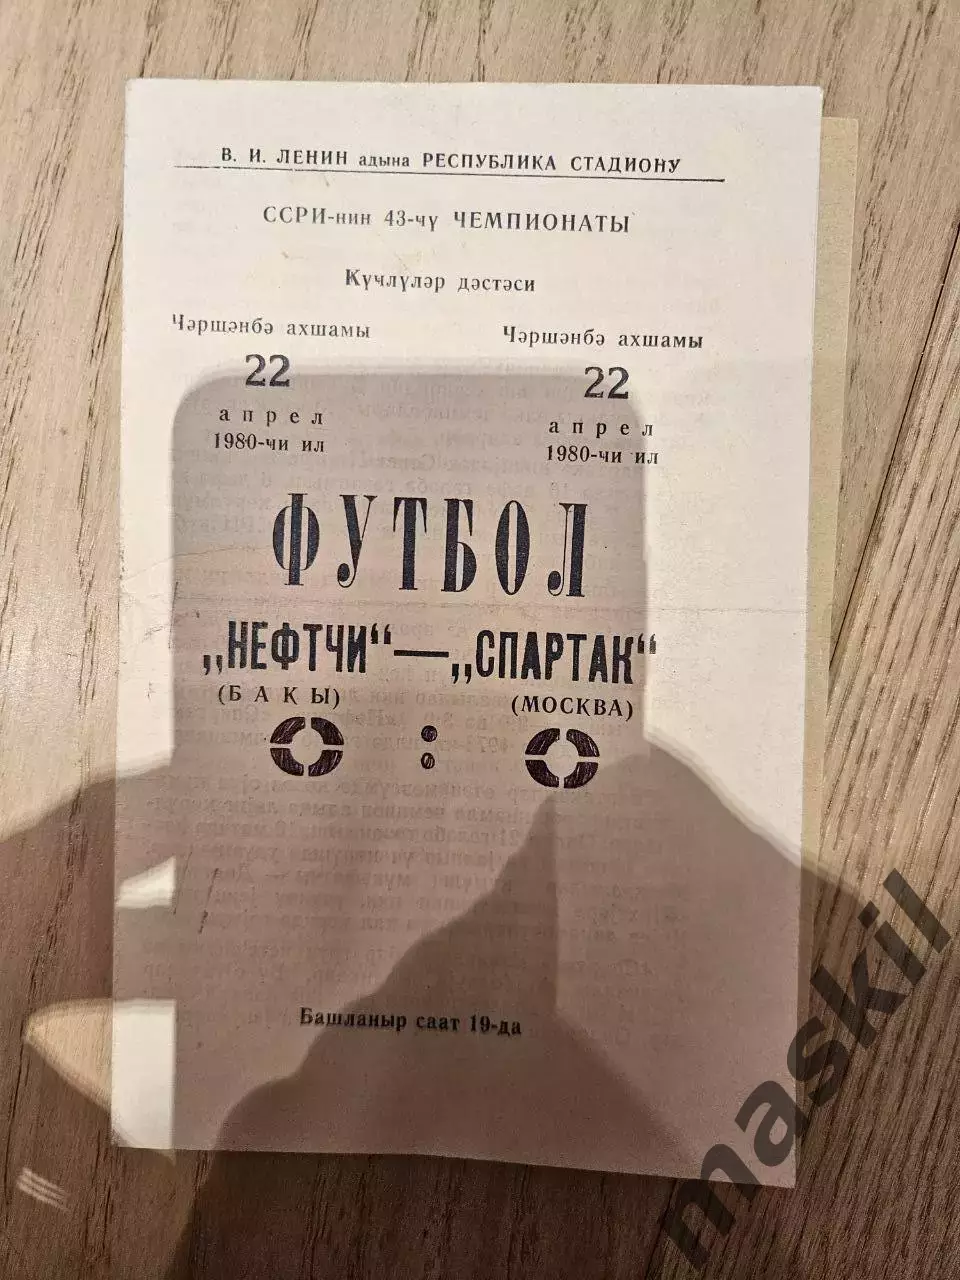 В. И. ЛЕНИН адына РЕСПУБЛИКА СТАДИОНУ
ССРИ-нин 43-чү ЧЕМПИОНАТЫ
Күчлүләр дәстәси
Чәршәнбә ахшамы
22
апрел
1980-чи ил
Чәршәнбә ахшамы
22
апрел
1980-чи ил
ФУТБОЛ
„НЕФТЧИ“—„СПАРТАК“
(БАКЫ)
(МОСКВА)
:
Башланыр саат 19-да
maskil